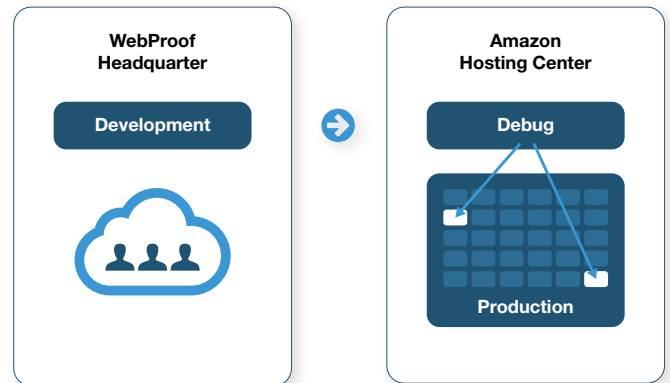 WebProof
Headquarter
Development
Amazon
Hosting Center
Debug
Production